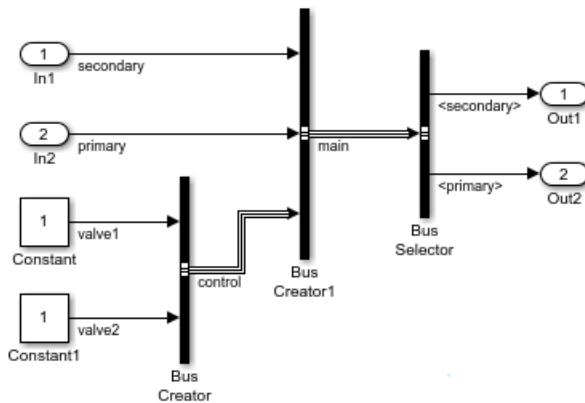 1
In1
secondary
2
In2
primary
main
<secondary>
1
Out1
<primary>
2
Out2
Bus
Selector
Bus
Creator1
1
Constant
valve1
control
1
Constant1
valve2
Bus
Creator